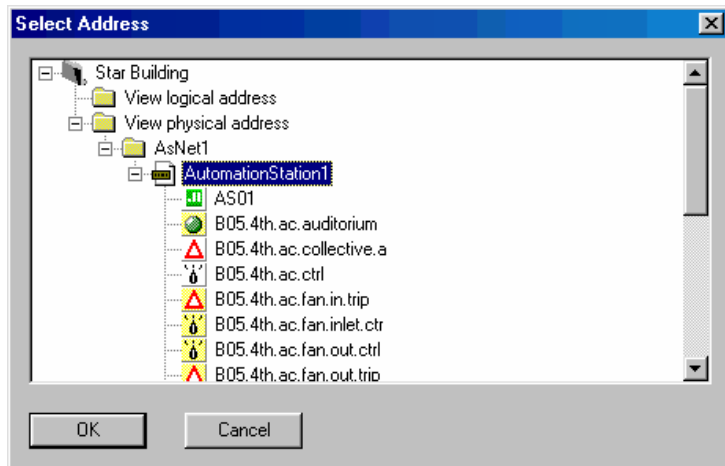 Select Address
Star Building
View logical address
View physical address
AsNet1
AutomationStation1
AS01
B05.4th.ac.auditorium
B05.4th.ac.collective.a
B05.4th.ac.ctrl
B05.4th.ac.fan.in.trip
B05.4th.ac.fan.inlet.ctr
B05.4th.ac.fan.out.ctrl
B05.4th.ac.fan.out.trip
OK Cancel